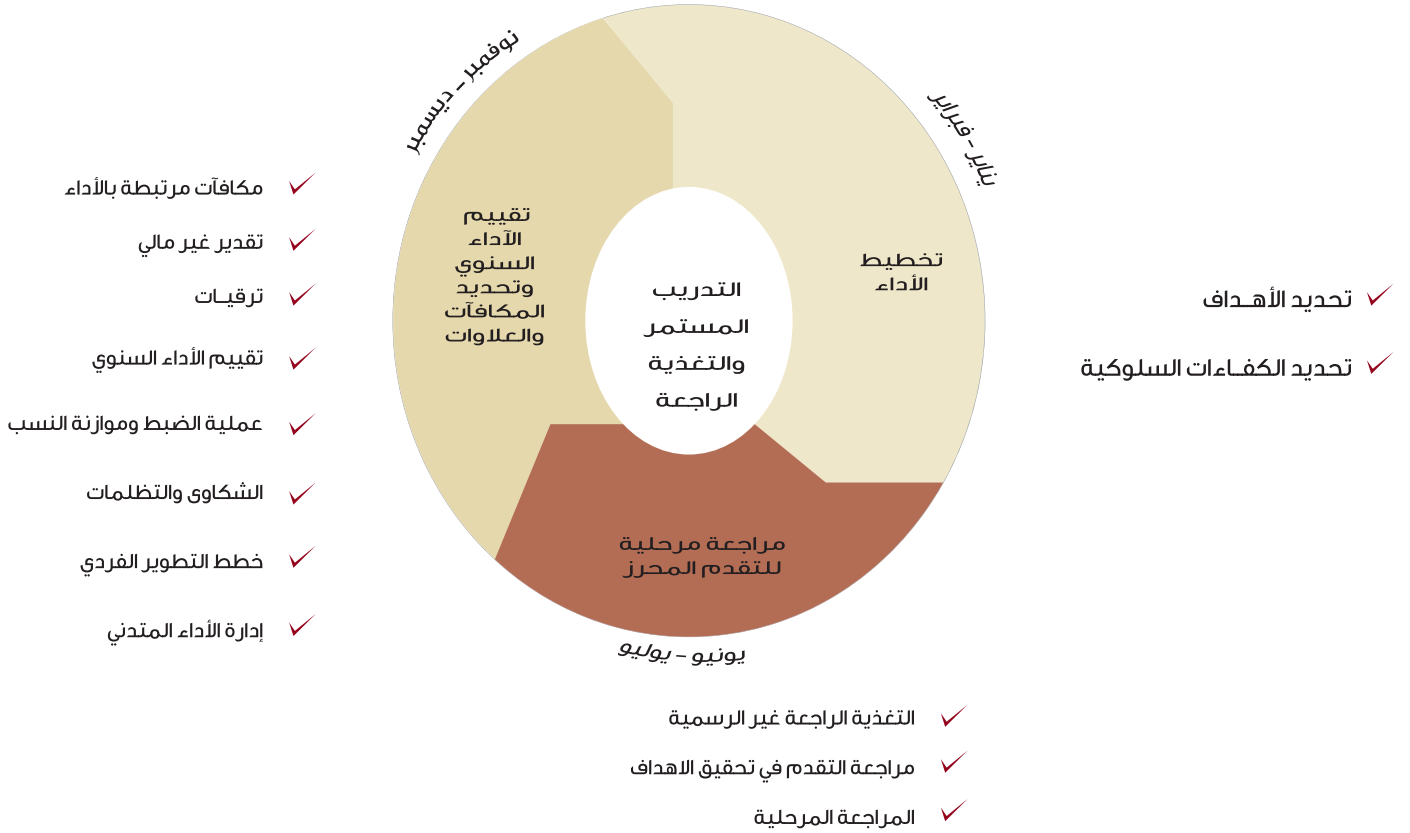 يناير - فبراير
تخطيط
الأداء
تحديد الأهـداف
تحديد الكفـاءات السلوكية
التدريب
المستمر
والتغذية
الراجعة
يونيو - يوليو
مراجعة مرحلية
للتقدم المحرز
التغذية الراجعة غير الرسمية
مراجعة التقدم في تحقيق الاهداف
المراجعة المرحلية
نوفمبر - ديسمبر
تقييم
الآداء
السنوي
وتحديد
المكافآت
والعلاوات
مكافآت مرتبطة بالأداء
تقدير غير مالي
ترقيـات
تقييم الأداء السنوي
عملية الضبط وموازنة النسب
الشكاوى والتظلمات
خطط التطوير الفردي
إدارة الأداء المتدني